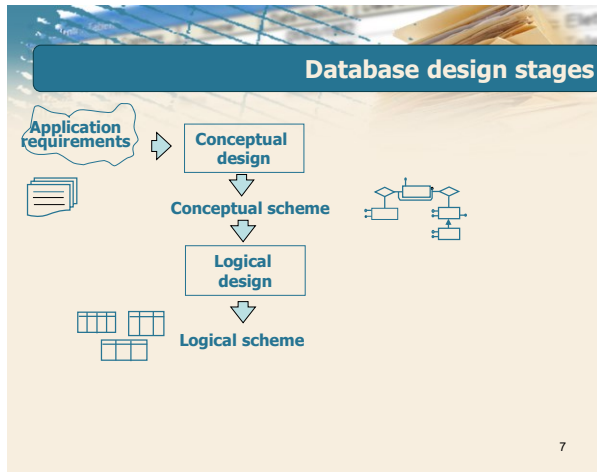 Database design stages
Application
requirements
Conceptual
design
Conceptual scheme
Logical
design
Logical scheme
7